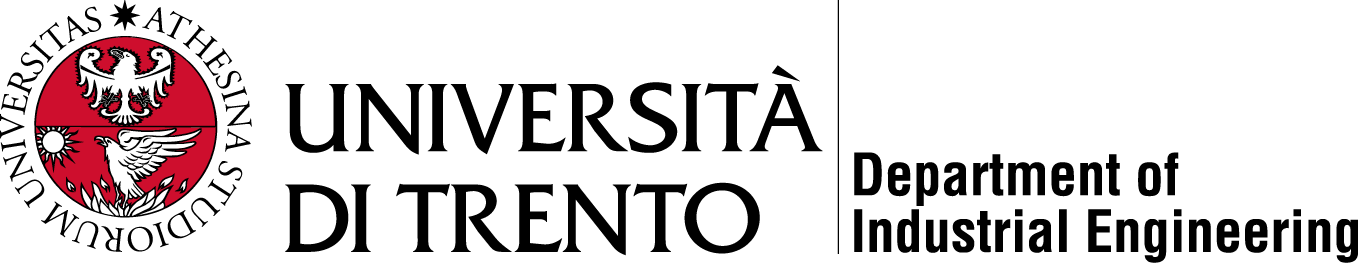 ATHESINA STUDIORUM UNIVERSITAS
UNIVERSITÀ
DI TRENTO
Department of
Industrial Engineering